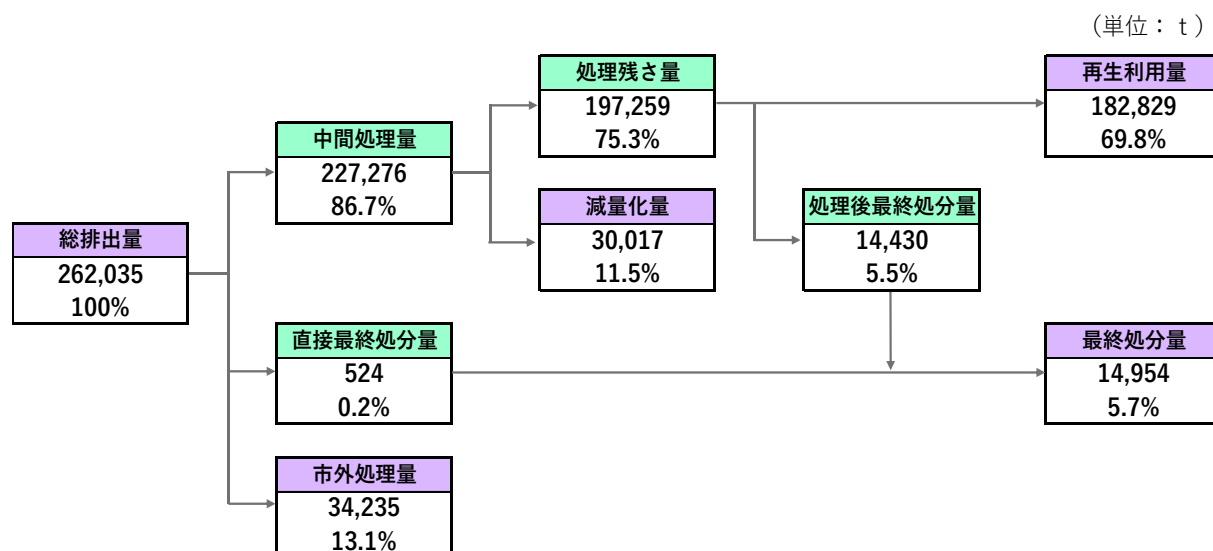 （単位： ｔ）
処理残さ量
197,259
75.3%
再生利用量
182,829
69.8%
中間処理量
227,276
86.7%
減量化量
30,017
11.5%
処理後最終処分量
14,430
5.5%
総排出量
262,035
100%
直接最終処分量
524
0.2%
最終処分量
14,954
5.7%
市外処理量
34,235
13.1%